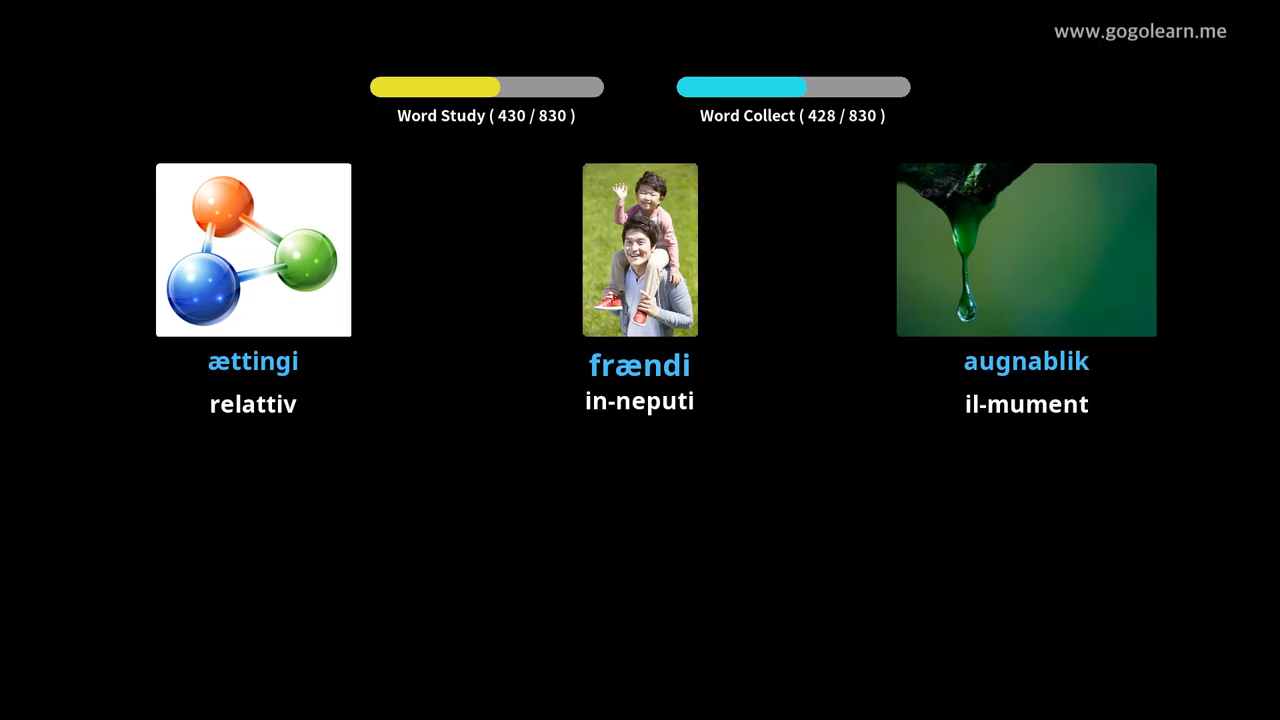 www.gogolearn.me
Word Study ( 430 / 830 )
Word Collect ( 428 / 830 )
ættingi
relattiv
frændi
in-neputi
augnablik
il-mument